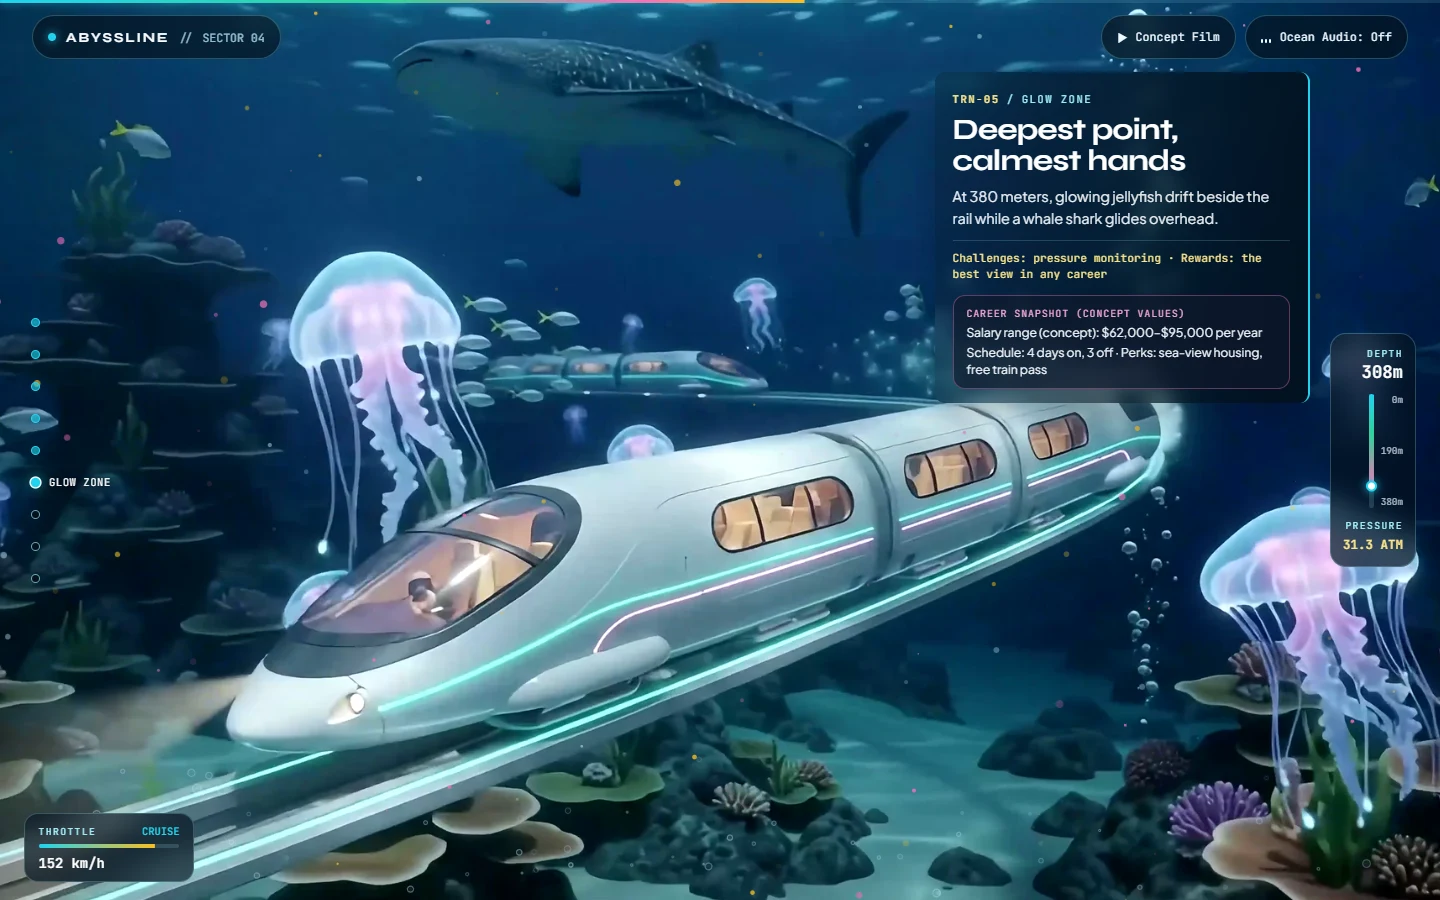 ABYSSLINE // SECTOR 04
Concept Film
Ocean Audio: Off
TRN-05 / GLOW ZONE
Deepest point,
calmest hands
At 380 meters, glowing jellyfish drift beside the
rail while a whale shark glides overhead.
Challenges: pressure monitoring · Rewards: the
best view in any career
CAREER SNAPSHOT (CONCEPT VALUES)
Salary range (concept): $62,000–$95,000 per year
Schedule: 4 days on, 3 off · Perks: sea-view housing,
free train pass
DEPTH
308m
0m
190m
380m
PRESSURE
31.3 ATM
GLOW ZONE
THROTTLE CRUISE
152 km/h